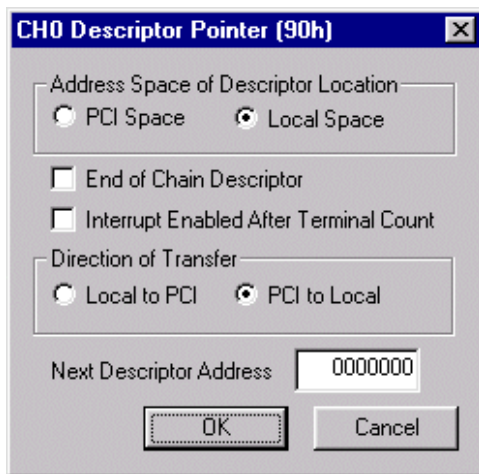 CH0 Descriptor Pointer (90h)
Address Space of Descriptor Location
PCI Space Local Space
End of Chain Descriptor
Interrupt Enabled After Terminal Count
Direction of Transfer
Local to PCI PCI to Local
Next Descriptor Address 0000000
OK Cancel